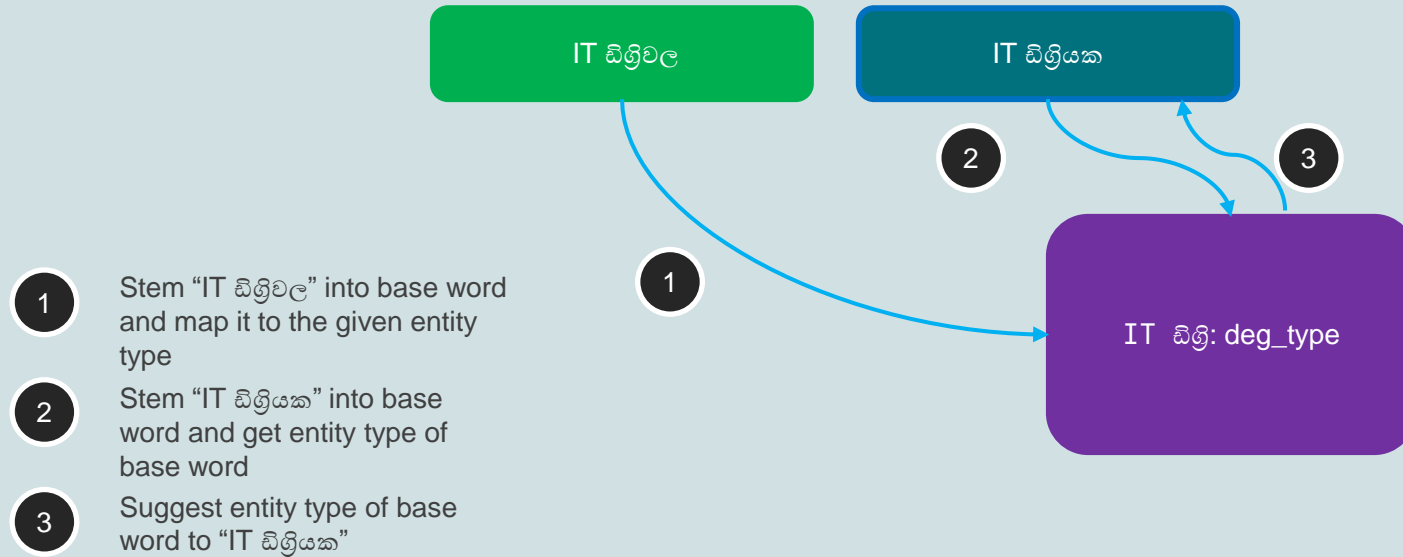 IT ඩිග්‍රිවල
IT ඩිග්‍රියක
2
3
1
IT ඩිග්‍රි: deg_type
1
Stem “IT ඩිග්‍රිවල” into base word
and map it to the given entity
type
2
Stem “IT ඩිග්‍රියක” into base
word and get entity type of
base word
3
Suggest entity type of base
word to “IT ඩිග්‍රියක”